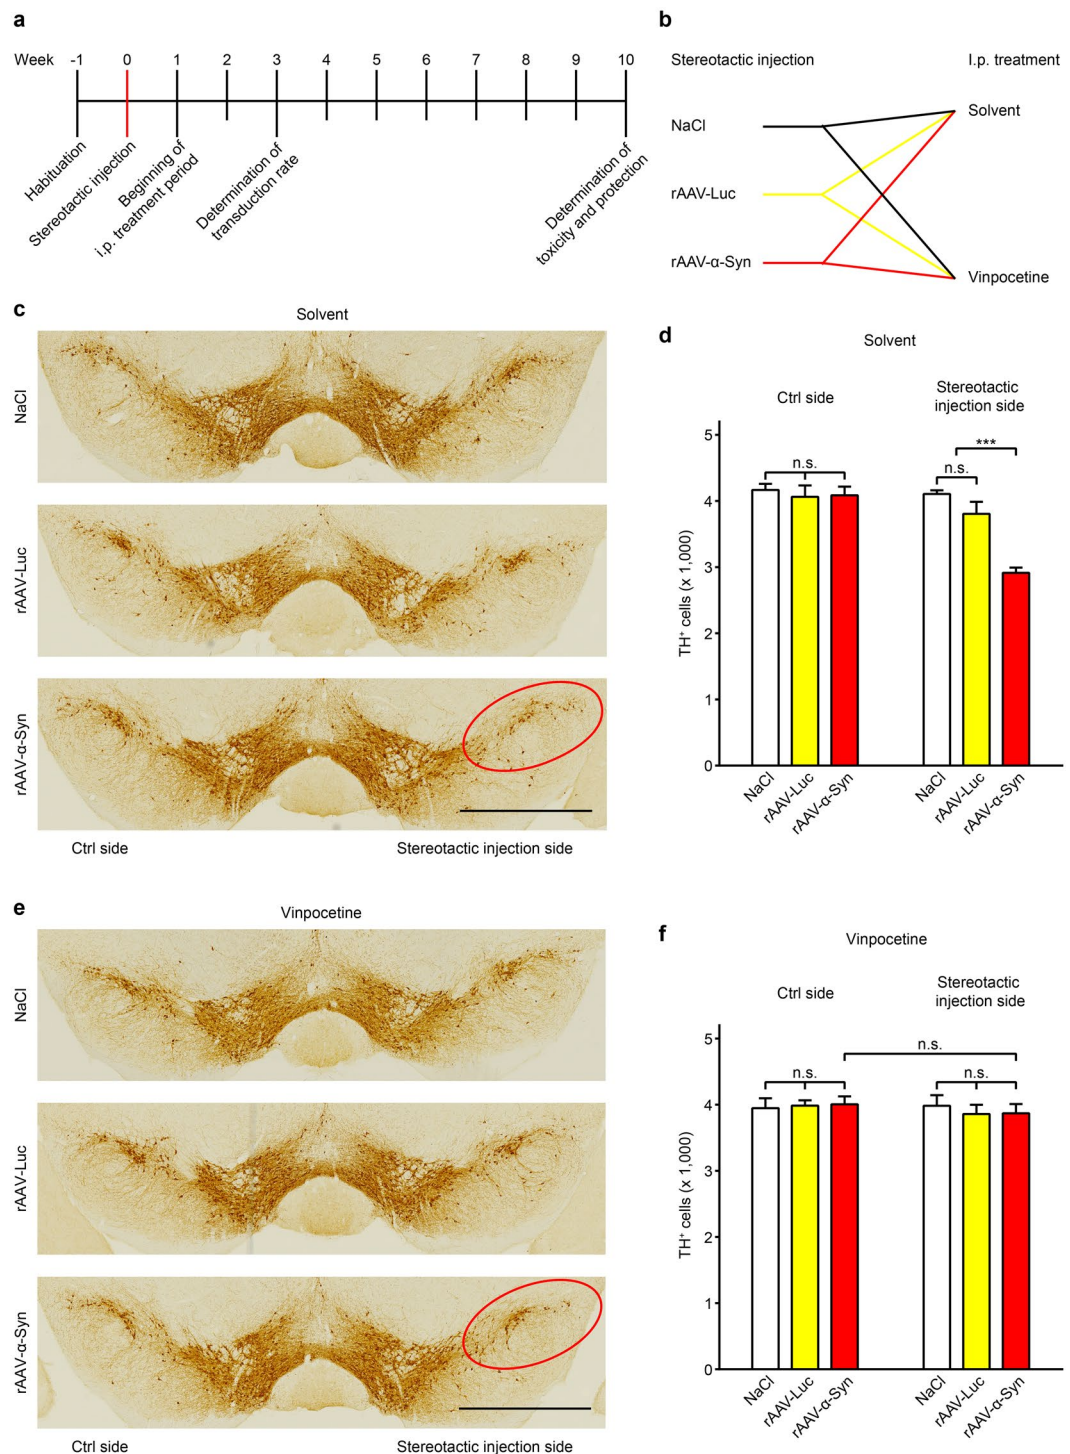 a
Week -1 0 1 2 3 4 5 6 7 8 9 10
Habituation
Stereotactic injection
Beginning of
i.p. treatment period
Determination of
transduction rate
Determination of
toxicity and protection
b
Stereotactic injection I.p. treatment
NaCl
rAAV-Luc
rAAV-α-Syn
Solvent
Vinpocetine
c
Solvent
NaCl
rAAV-Luc
rAAV-α-Syn
Ctrl side Stereotactic injection side
d
Solvent
Ctrl side
Stereotactic
injection side
TH⁺ cells (x 1,000)
5
4
3
2
1
0
n.s.
n.s.
***
NaCl
rAAV-Luc
rAAV-α-Syn
NaCl
rAAV-Luc
rAAV-α-Syn
e
Vinpocetine
NaCl
rAAV-Luc
rAAV-α-Syn
Ctrl side Stereotactic injection side
f
Vinpocetine
Ctrl side
Stereotactic
injection side
TH⁺ cells (x 1,000)
5
4
3
2
1
0
n.s.
n.s.
n.s.
NaCl
rAAV-Luc
rAAV-α-Syn
NaCl
rAAV-Luc
rAAV-α-Syn